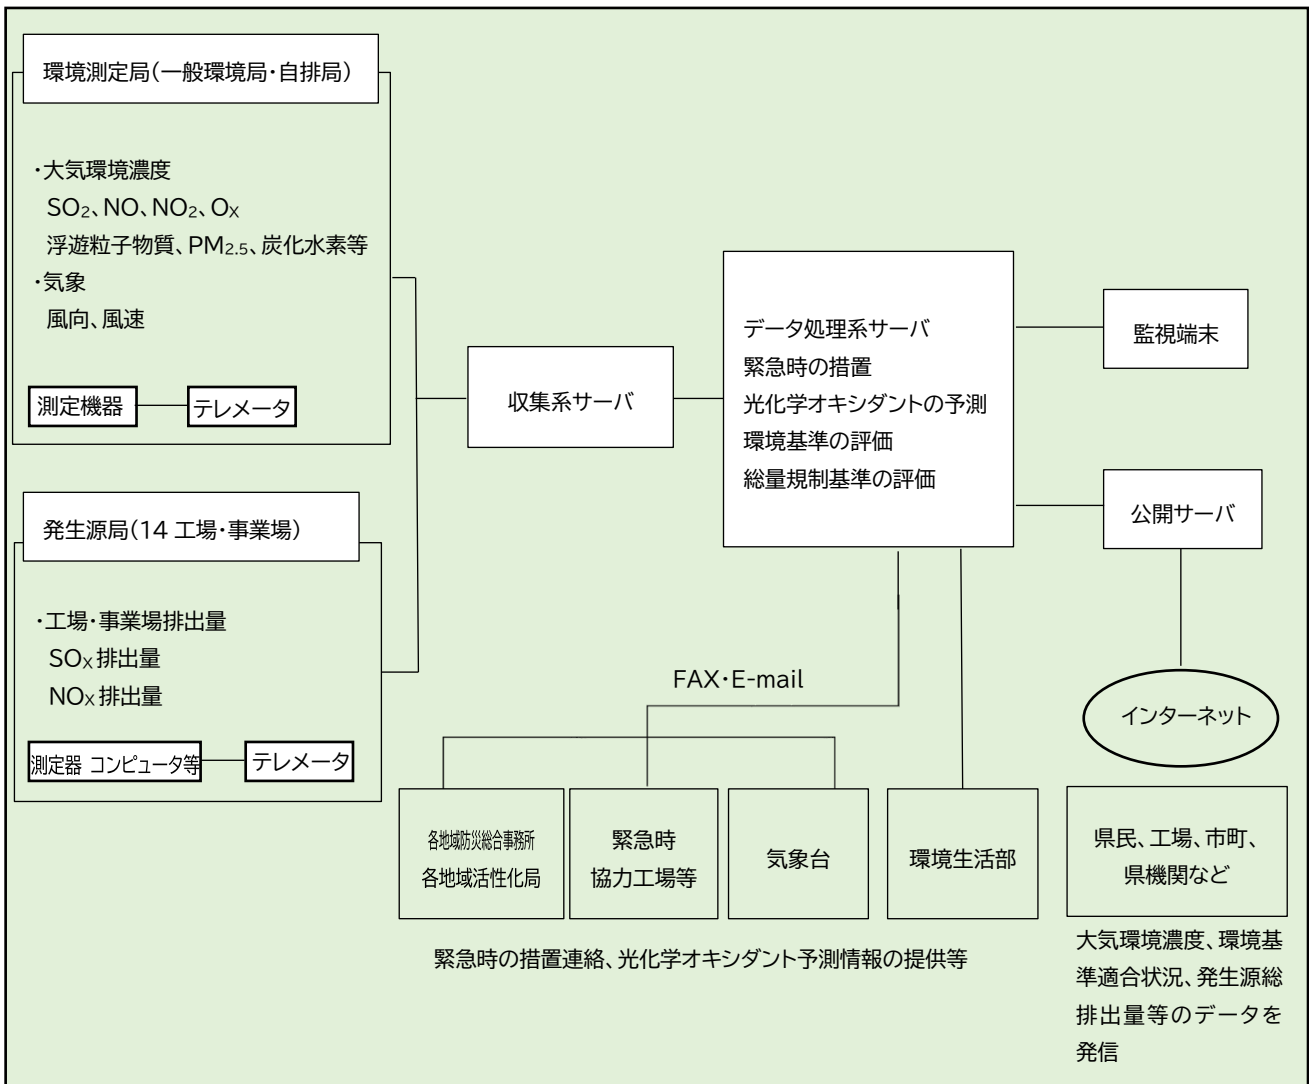 環境測定局(一般環境局・自排局)
・大気環境濃度
SO₂、NO、NO₂、Oₓ
浮遊粒子物質、PM₂.₅、炭化水素等
・気象
風向、風速
測定機器
テレメータ
発生源局(14 工場・事業場)
・工場・事業場排出量
SOₓ排出量
NOₓ排出量
測定器 コンピュータ等
テレメータ
収集系サーバ
データ処理系サーバ
緊急時の措置
光化学オキシダントの予測
環境基準の評価
総量規制基準の評価
監視端末
公開サーバ
インターネット
FAX・E-mail
各地域防災総合事務所
各地域活性化局
緊急時
協力工場等
気象台
環境生活部
県民、工場、市町、
県機関など
緊急時の措置連絡、光化学オキシダント予測情報の提供等
大気環境濃度、環境基
準適合状況、発生源総
排出量等のデータを
発信